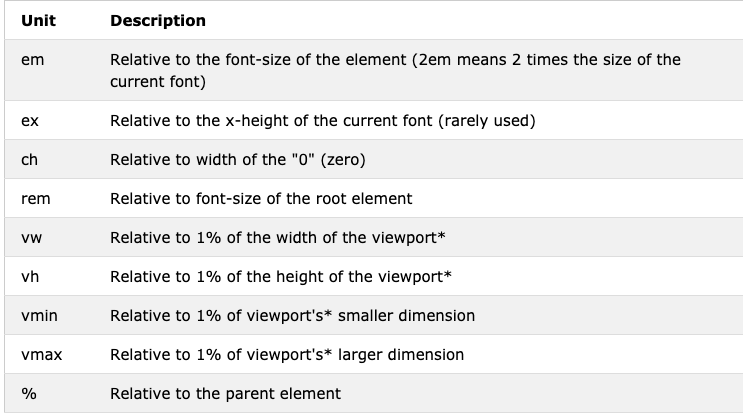 Unit Description
em Relative to the font-size of the element (2em means 2 times the size of the
current font)
ex Relative to the x-height of the current font (rarely used)
ch Relative to width of the "0" (zero)
rem Relative to font-size of the root element
vw Relative to 1% of the width of the viewport*
vh Relative to 1% of the height of the viewport*
vmin Relative to 1% of viewport's* smaller dimension
vmax Relative to 1% of viewport's* larger dimension
% Relative to the parent element